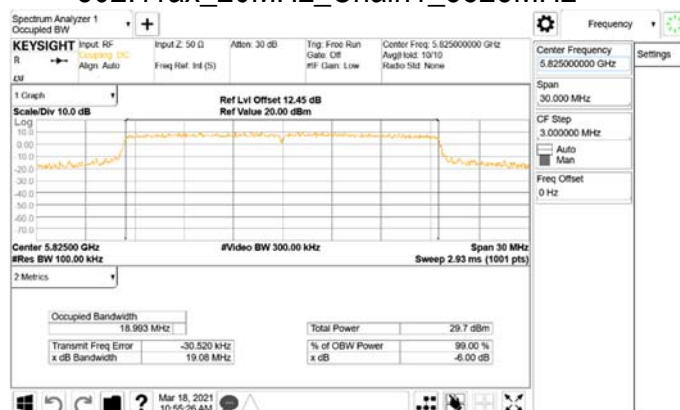 Spectrum Analyzer 1
Occupied BW
+
Frequency
Settings
KEYSIGHT
R
Input: RF
Coupling: DC
Align: Auto
Input Z: 50 Ω
Freq Ref: Int (S)
Atten: 30 dB
Trig: Free Run
Gate: Off
#IF Gain: Low
Center Freq: 5.825000000 GHz
Avg|Hold: 10/10
Radio Std: None
Center Frequency
5.825000000 GHz
Span
30.000 MHz
CF Step
3.000000 MHz
Auto
Man
Freq Offset
0 Hz
1 Graph
Scale/Div 10.0 dB
Ref Lvl Offset 12.45 dB
Ref Value 20.00 dBm
Log
10.0
0.00
-10.0
-20.0
-30.0
-40.0
-50.0
-60.0
-70.0
Center 5.82500 GHz
#Video BW 300.00 kHz
Span 30 MHz
#Res BW 100.00 kHz
Sweep 2.93 ms (1001 pts)
2 Metrics
Occupied Bandwidth
18.993 MHz
Total Power 29.7 dBm
Transmit Freq Error -30.520 kHz
% of OBW Power 99.00 %
x dB Bandwidth 19.08 MHz
x dB -6.00 dB
?
Mar 18, 2021
10:55:26 AM